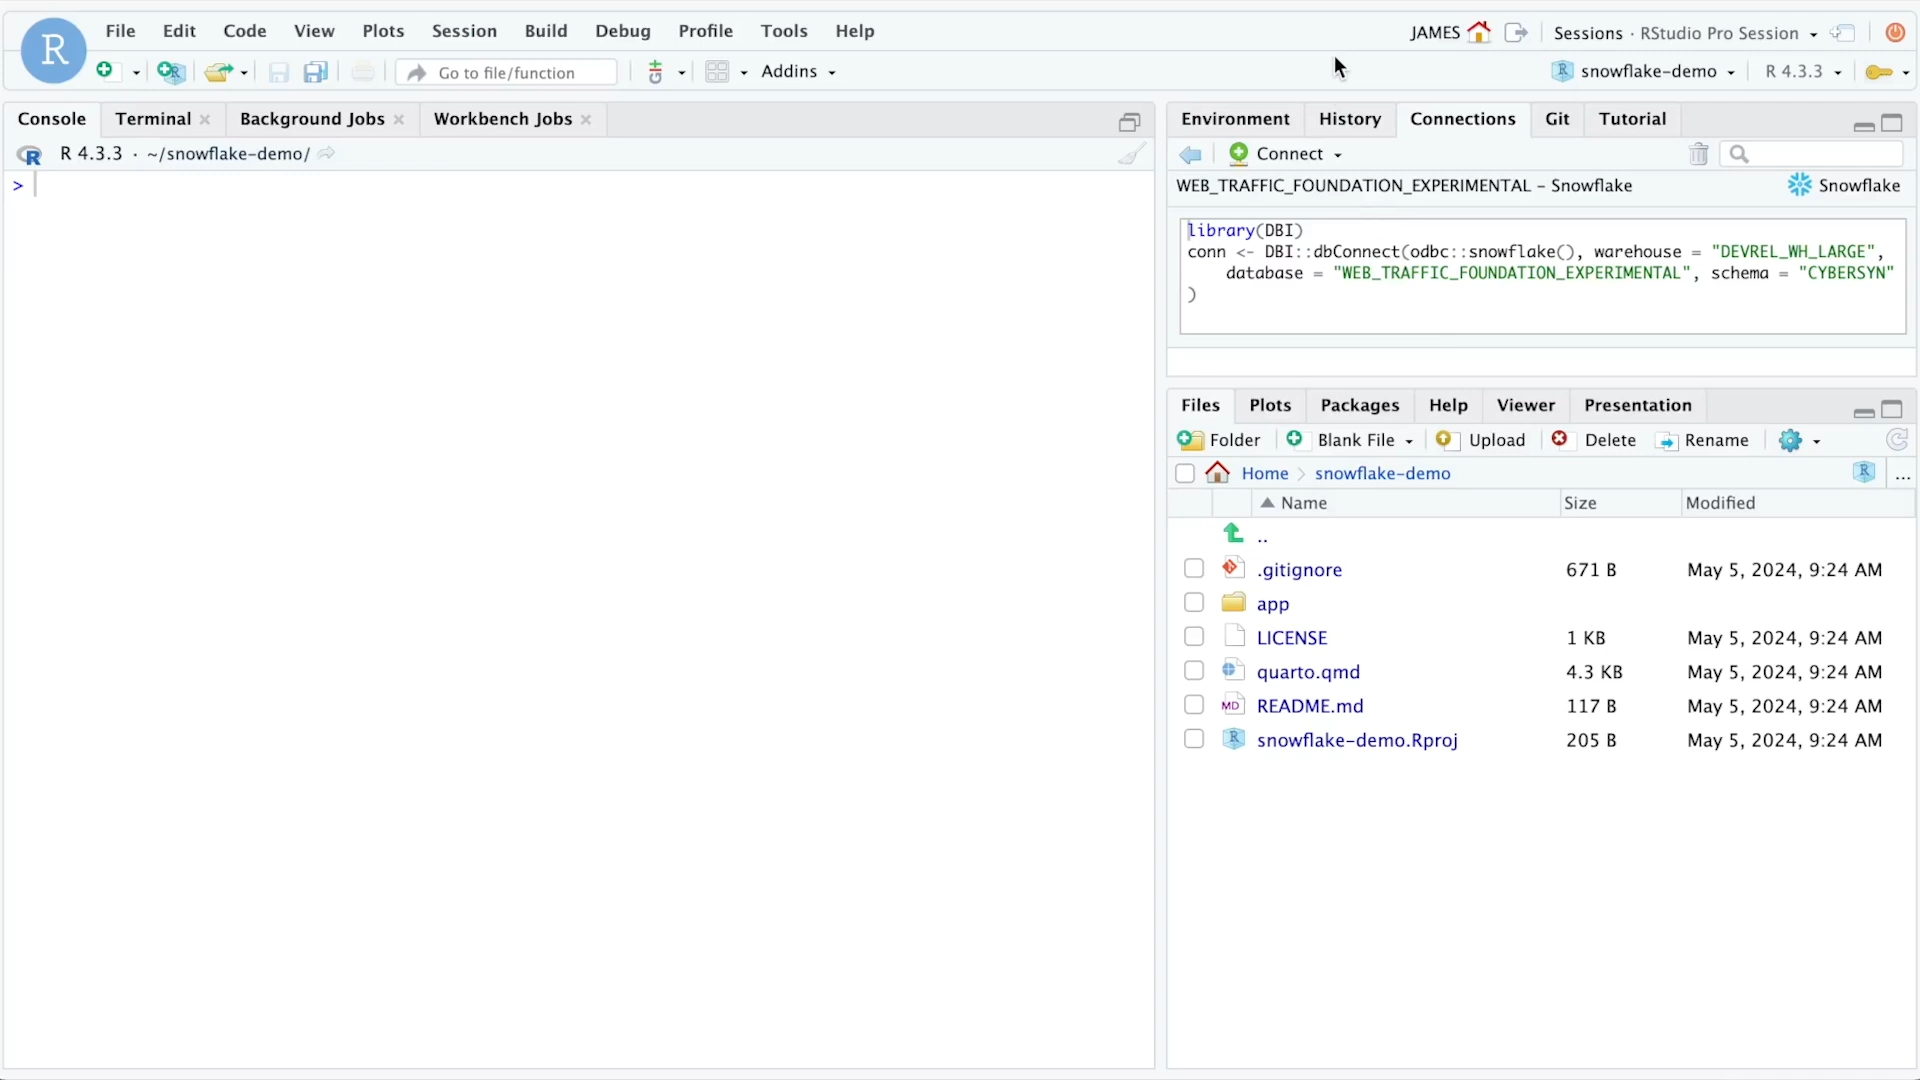 R File Edit Code View Plots Session Build Debug Profile Tools Help JAMES Sessions · RStudio Pro Session
Go to file/function Addins snowflake-demo R 4.3.3
Console Terminal Background Jobs Workbench Jobs
R 4.3.3 · ~/snowflake-demo/
>
Environment History Connections Git Tutorial
Connect
WEB_TRAFFIC_FOUNDATION_EXPERIMENTAL - Snowflake Snowflake
library(DBI)
conn <- DBI::dbConnect(odbc::snowflake(), warehouse = "DEVREL_WH_LARGE",
database = "WEB_TRAFFIC_FOUNDATION_EXPERIMENTAL", schema = "CYBERSYN"
)
Files Plots Packages Help Viewer Presentation
Folder Blank File Upload Delete Rename
Home snowflake-demo ...
Name Size Modified
..
.gitignore 671 B May 5, 2024, 9:24 AM
app
LICENSE 1 KB May 5, 2024, 9:24 AM
quarto.qmd 4.3 KB May 5, 2024, 9:24 AM
MD README.md 117 B May 5, 2024, 9:24 AM
snowflake-demo.Rproj 205 B May 5, 2024, 9:24 AM